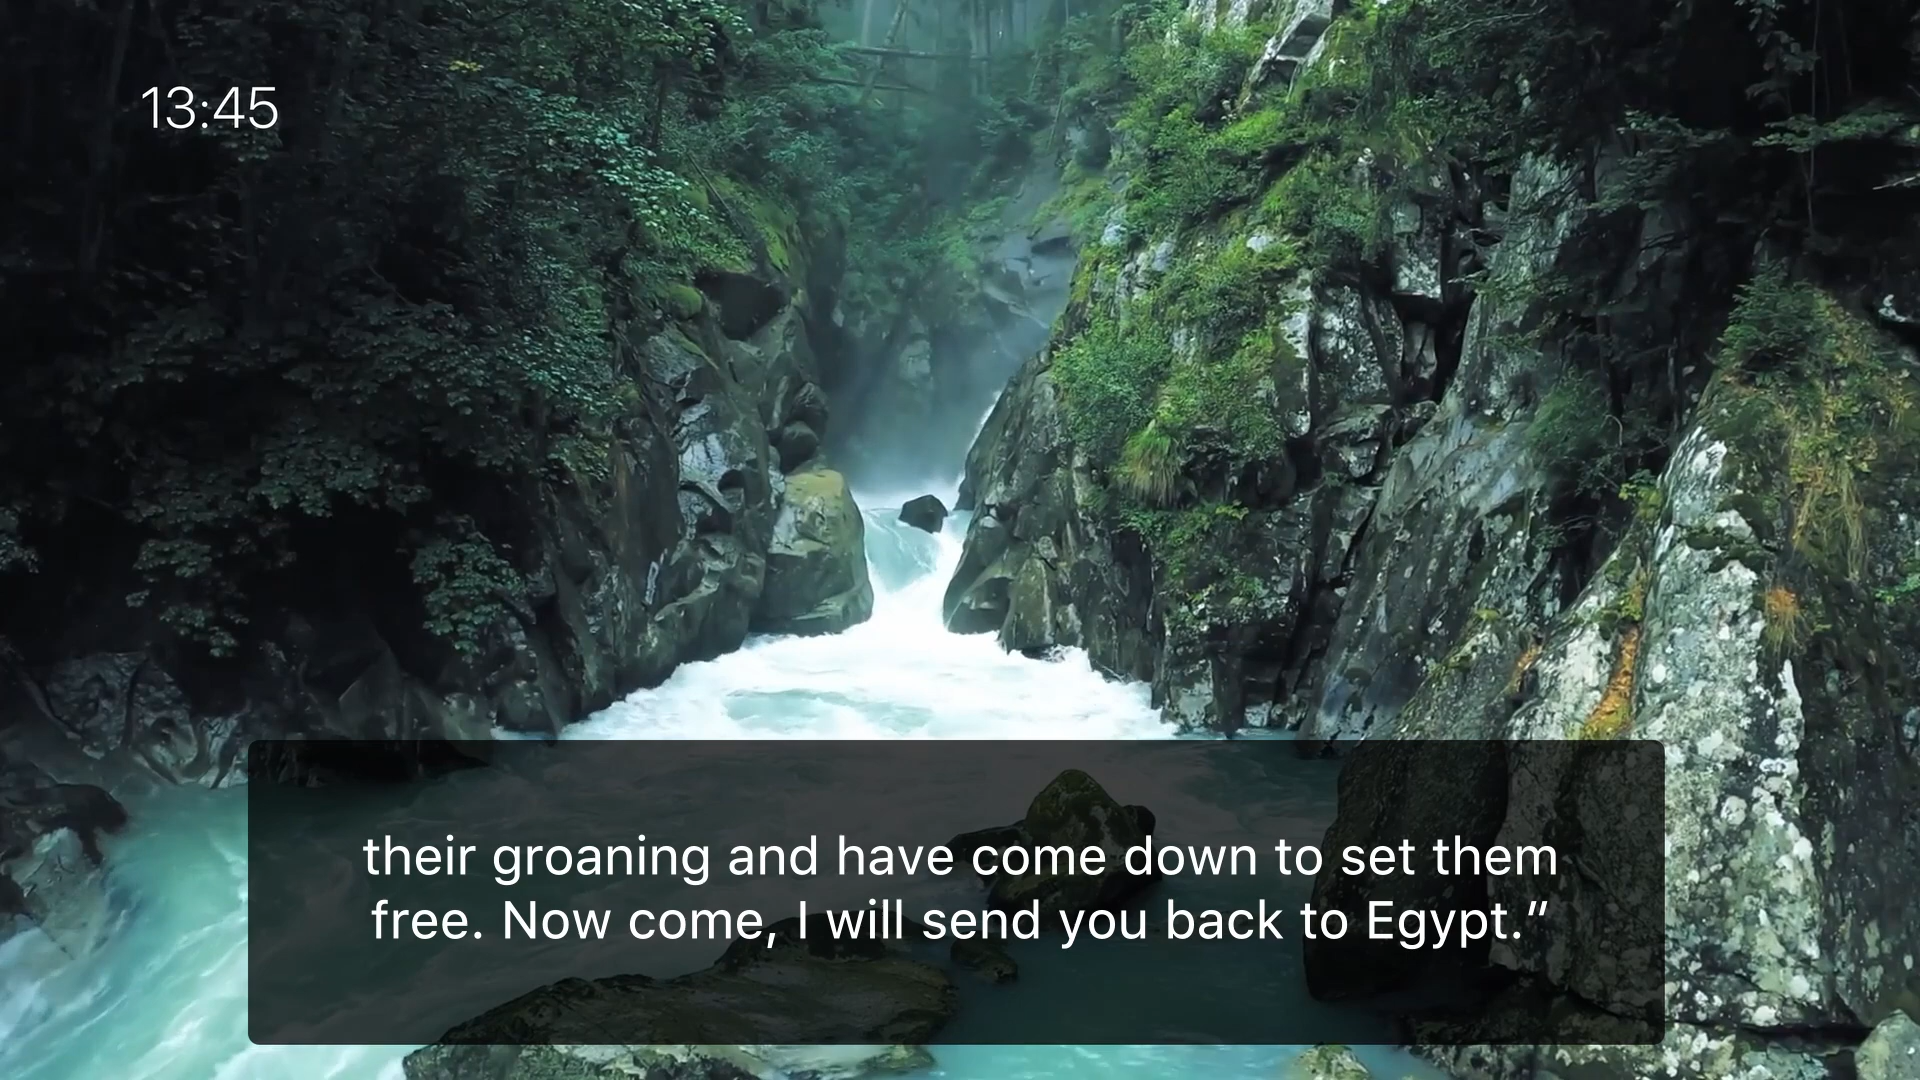 13:45
their groaning and have come down to set them
free. Now come, I will send you back to Egypt.”